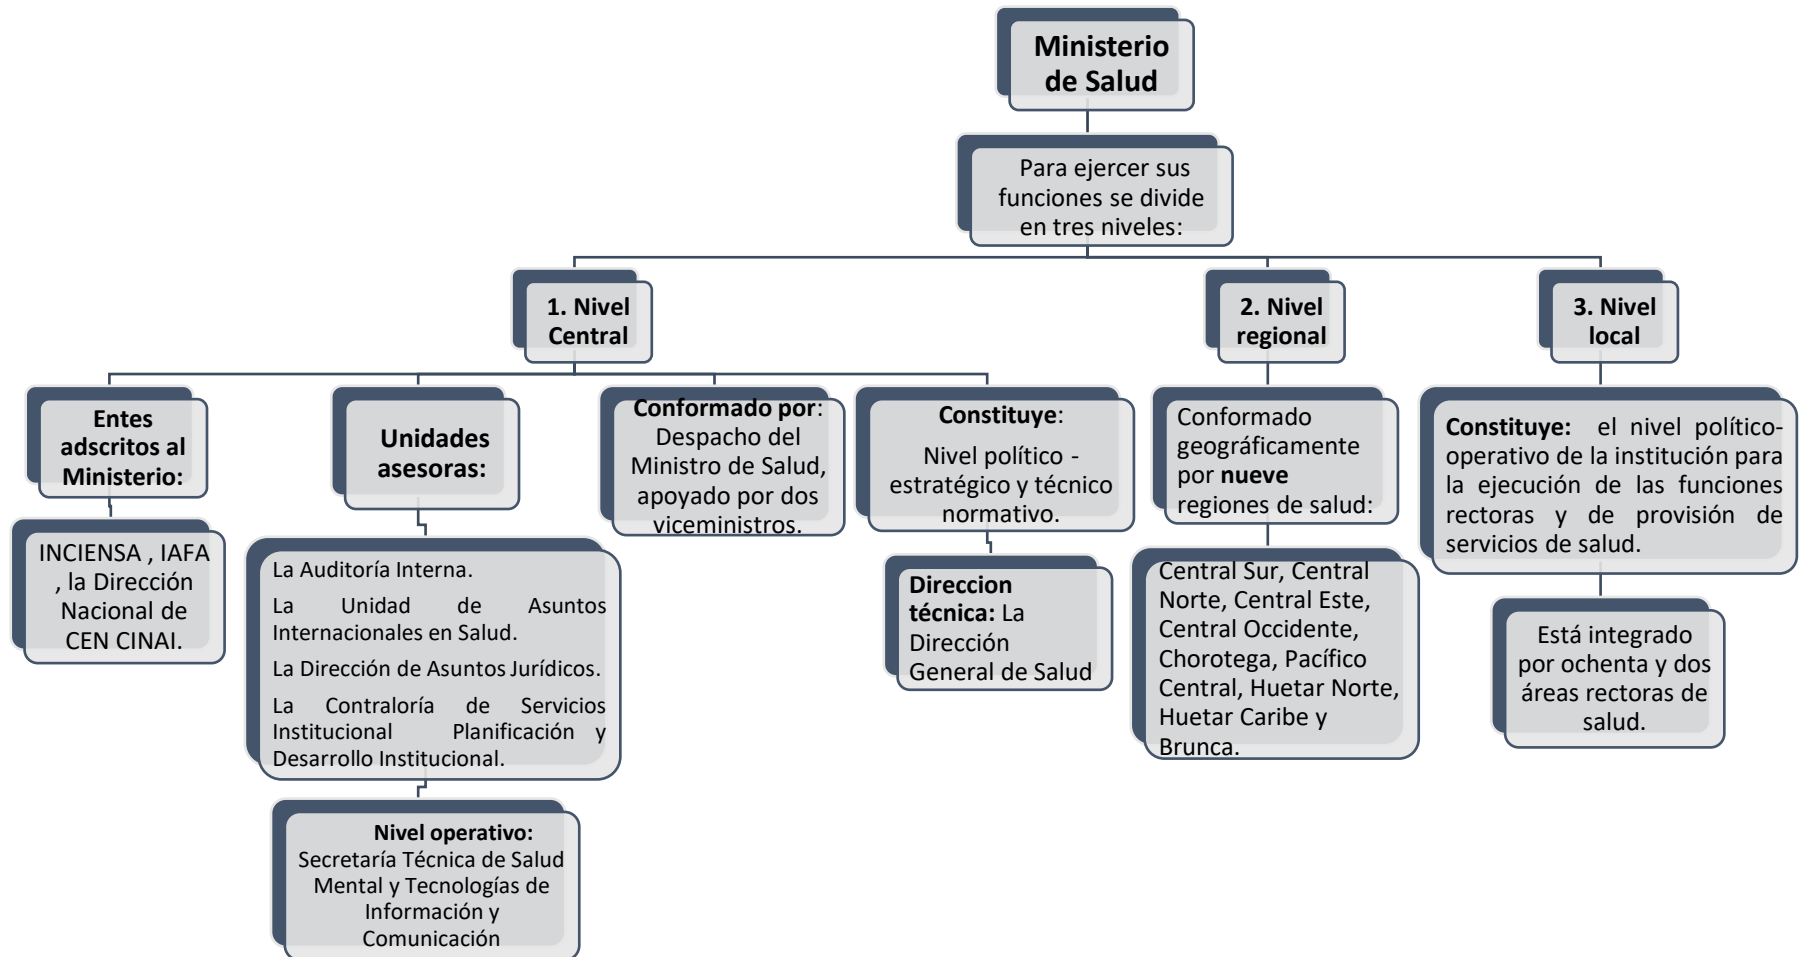 Ministerio
de Salud
Para ejercer sus
funciones se divide
en tres niveles:
1. Nivel
Central
2. Nivel
regional
3. Nivel
local
Entes
adscritos al
Ministerio:
INCIENSA , IAFA
, la Dirección
Nacional de
CEN CINAI.
Unidades
asesoras:
La Auditoría Interna.
La Unidad de Asuntos
Internacionales en Salud.
La Dirección de Asuntos Jurídicos.
La Contraloría de Servicios
Institucional Planificación y
Desarrollo Institucional.
Nivel operativo:
Secretaría Técnica de Salud
Mental y Tecnologías de
Información y
Comunicación
Conformado por:
Despacho del
Ministro de Salud,
apoyado por dos
viceministros.
Constituye:
Nivel político -
estratégico y técnico
normativo.
Direccion
técnica: La
Dirección
General de Salud
Conformado
geográficamente
por nueve
regiones de salud:
Central Sur, Central
Norte, Central Este,
Central Occidente,
Chorotega, Pacífico
Central, Huetar Norte,
Huetar Caribe y
Brunca.
Constituye: el nivel político-
operativo de la institución para
la ejecución de las funciones
rectoras y de provisión de
servicios de salud.
Está integrado
por ochenta y dos
áreas rectoras de
salud.